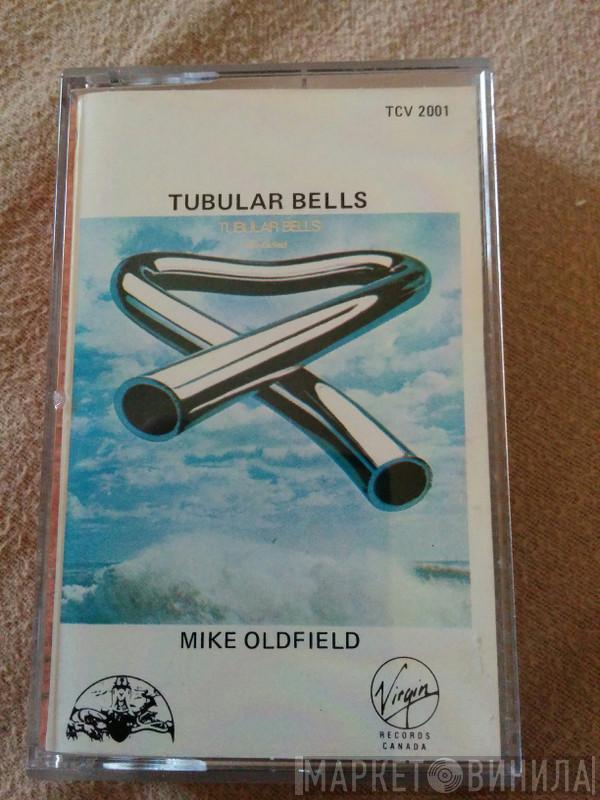 TCV 2001
TUBULAR BELLS
TUBULAR BELLS
MIKE OLDFIELD
Virgin
RECORDS
CANADA
МАРКЕТ ВИНИЛА